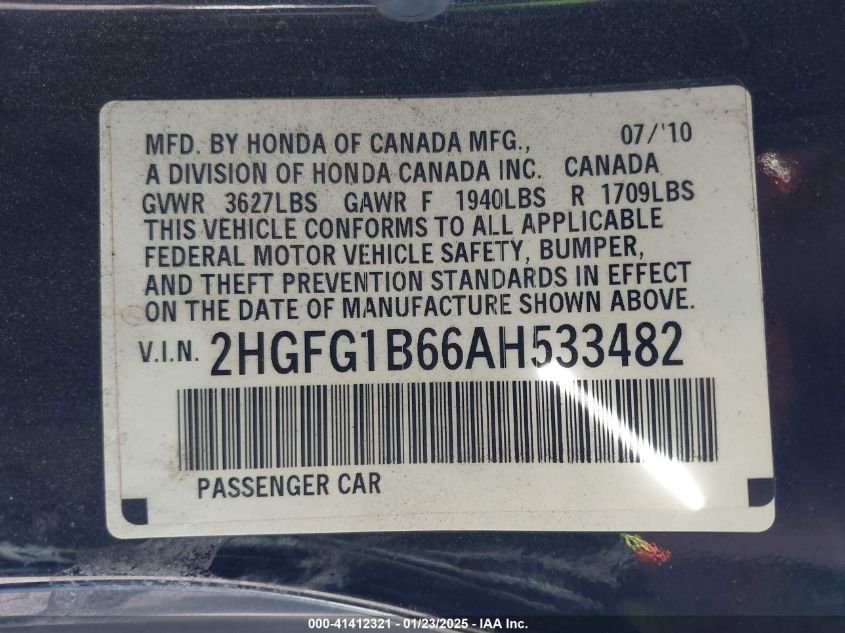 MFD. BY HONDA OF CANADA MFG., 07/'10
A DIVISION OF HONDA CANADA INC. CANADA
GVWR 3627LBS GAWR F 1940LBS R 1709LBS
THIS VEHICLE CONFORMS TO ALL APPLICABLE
FEDERAL MOTOR VEHICLE SAFETY, BUMPER,
AND THEFT PREVENTION STANDARDS IN EFFECT
ON THE DATE OF MANUFACTURE SHOWN ABOVE.
V.I.N. 2HGFG1B66AH533482
PASSENGER CAR
000-41412321 - 01/23/2025 - IAA Inc.